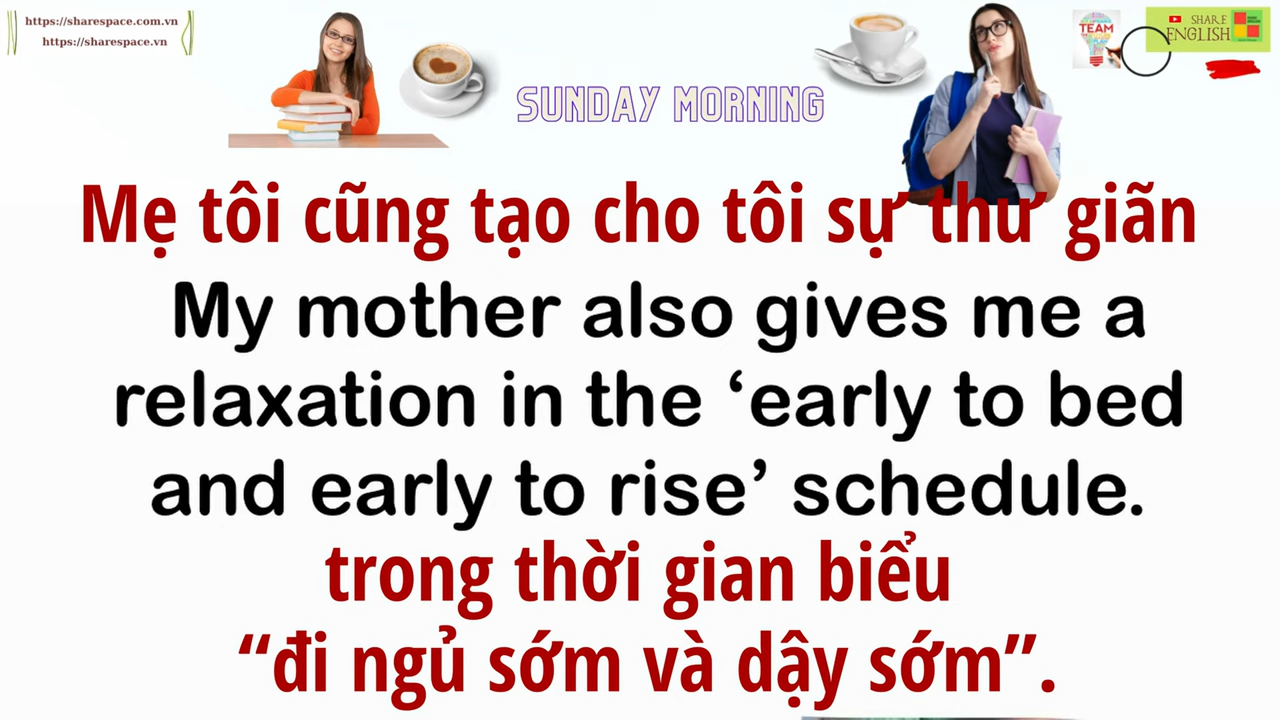 https://sharespace.com.vn
https://sharespace.vn
TEAM
SHARE
ENGLISH
SUNDAY MORNING
Mẹ tôi cũng tạo cho tôi sự thư giãn
My mother also gives me a
relaxation in the ‘early to bed
and early to rise’ schedule.
trong thời gian biểu
“đi ngủ sớm và dậy sớm”.